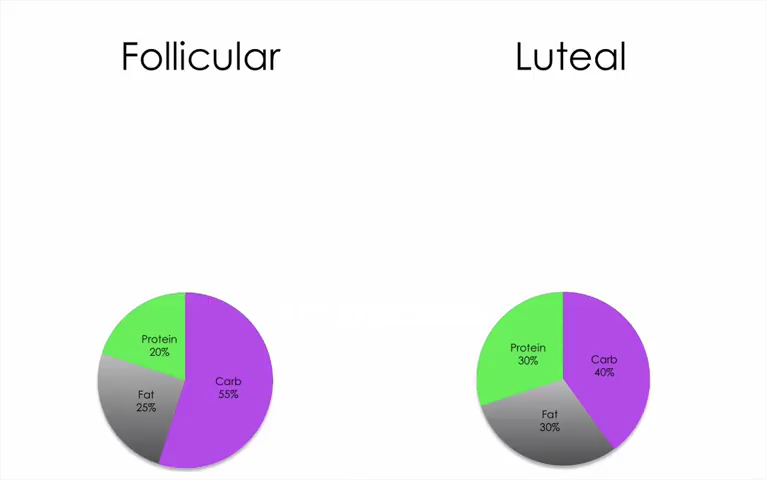 Follicular
Luteal
Protein
20%
Carb
55%
Fat
25%
Protein
30%
Carb
40%
Fat
30%